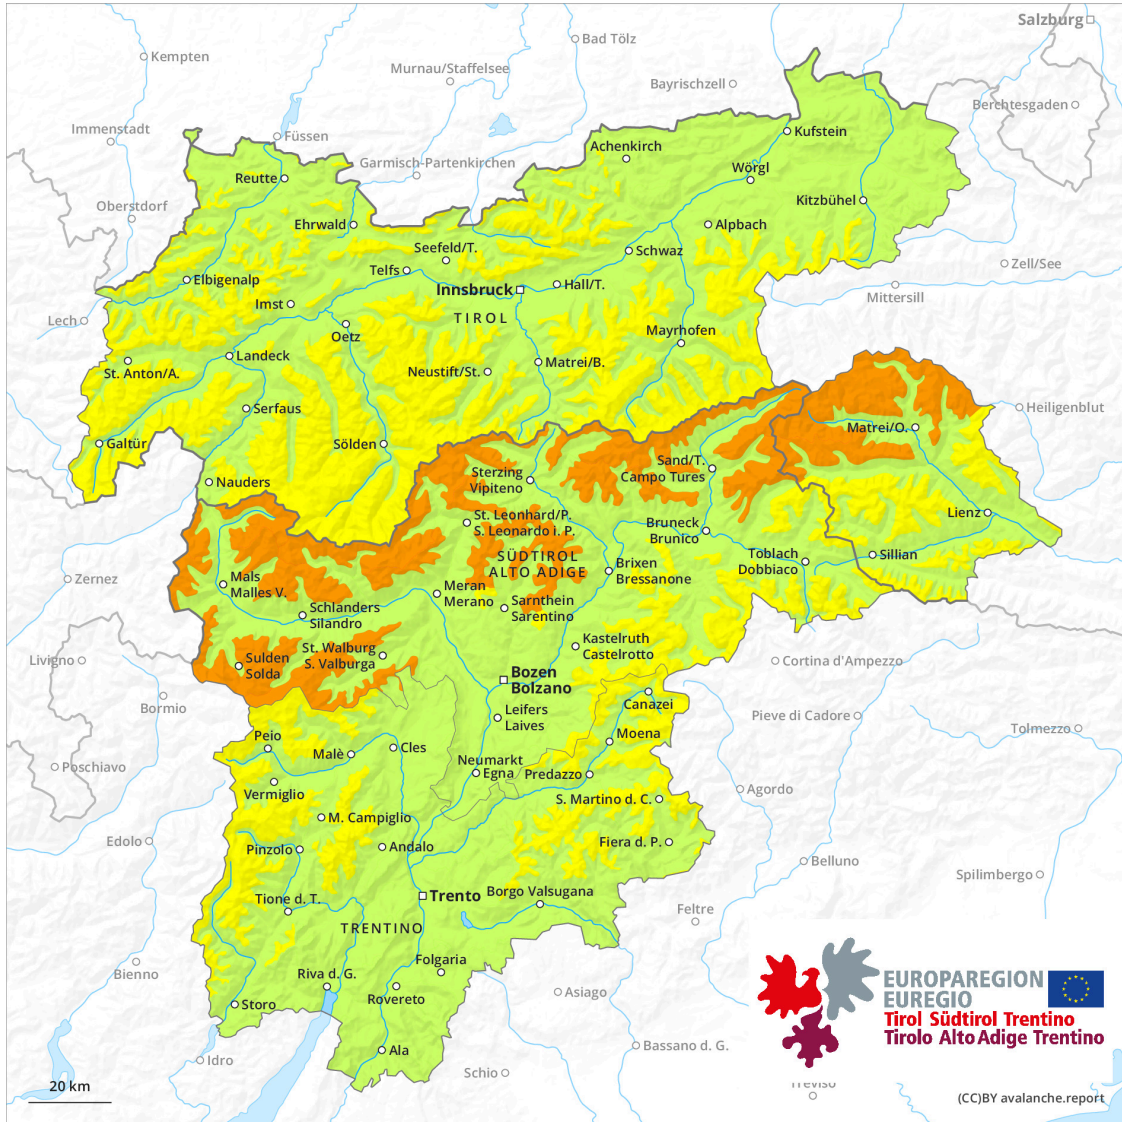 Salzburg
Bad Tölz
Kempten
Murnau/Staffelsee
Bayrischzell
Berchtesgaden
Immenstadt
Füssen
Kufstein
Achenkirch
Garmisch-Partenkirchen
Wörgl
Reutte
Oberstdorf
Kitzbühel
Ehrwald
Alpbach
Seefeld/T.
Schwaz
Telfs
Zell/See
Elbigenalp
Innsbruck
Hall/T.
Mittersill
Imst
TIROL
Lech
Oetz
Mayrhofen
Landeck
Matrei/B.
St. Anton/A.
Neustift/St.
Serfaus
Heiligenblut
Matrei/O.
Galtür
Sölden
Sand/T.
Campo Tures
Sterzing
Vipiteno
Nauders
St. Leonhard/P.
S. Leonardo i. P.
Lienz
Bruneck
Brunico
SÜDTIROL
ALTO ADIGE
Toblach
Dobbiaco
Sillian
Brixen
Bressanone
Zernez
Mals
Malles V.
Meran
Merano
Sarnthein
Sarentino
Schlanders
Silandro
Kastelruth
Castelrotto
St. Walburg
S. Valburga
Livigno
Sulden
Solda
Cortina d'Ampezzo
Bozen
Bolzano
Bormio
Canazei
Leifers
Laives
Pieve di Cadore
Tolmezzo
Moena
Peio
Malè
Cles
Neumarkt
Egna
Predazzo
Poschiavo
Vermiglio
Agordo
S. Martino d. C.
M. Campiglio
Edolo
Pinzolo
Andalo
Fiera d. P.
Belluno
Spilimbergo
Trento
Borgo Valsugana
Tione d. T.
Feltre
TRENTINO
Folgaria
Bienno
Riva d. G.
Rovereto
Asiago
Storo
EUROPAREGION
EUREGIO
Tirol Südtirol Trentino
Tirolo Alto Adige Trentino
Ala
Bassano d. G.
Idro
Schio
Treviso
20 km
(CC)BY avalanche.report